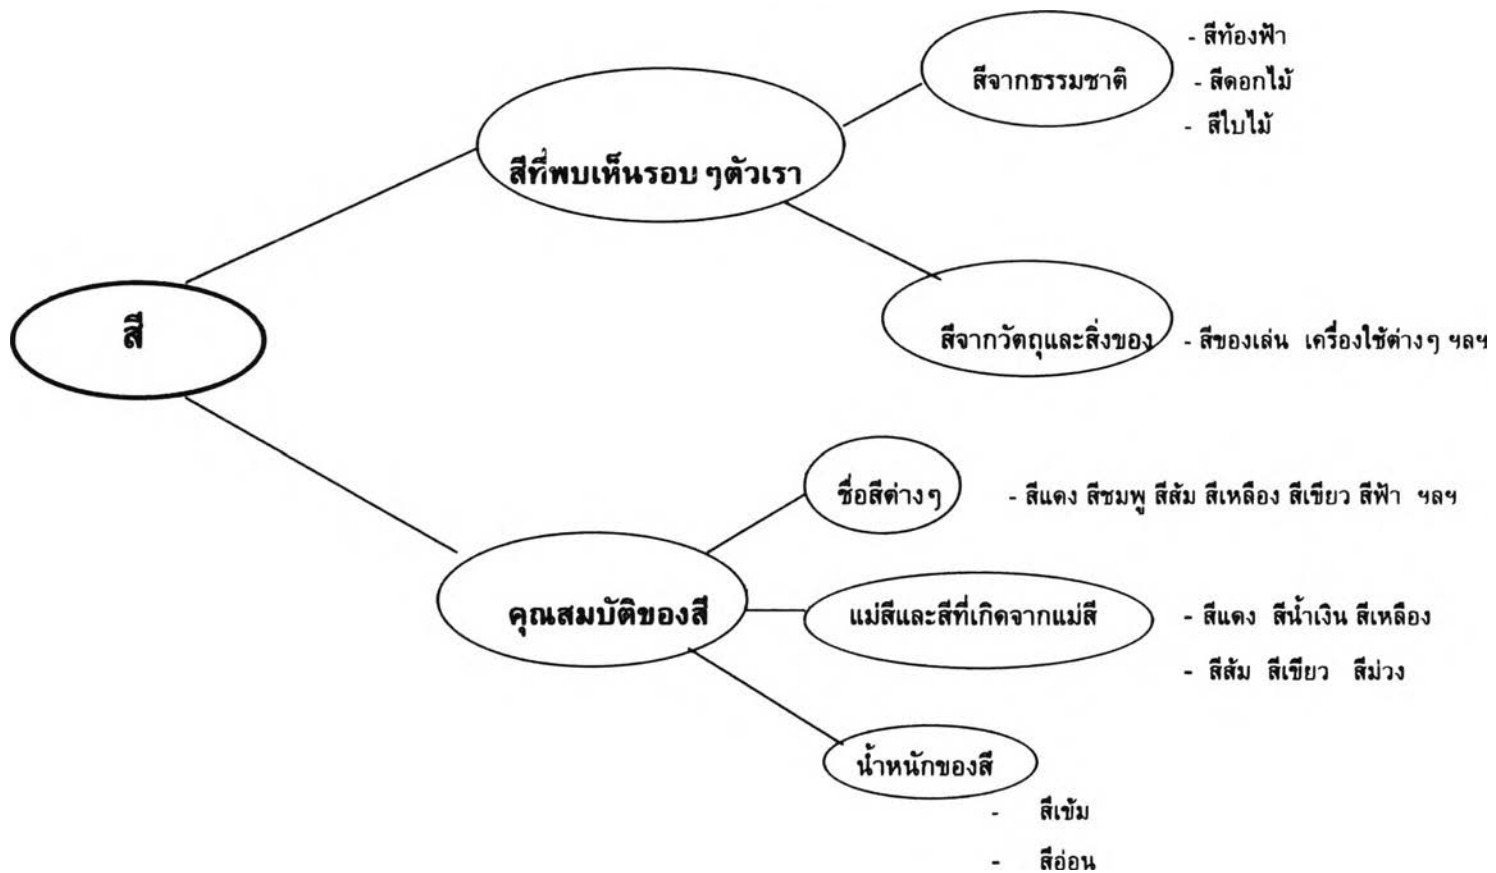 - สีท้องฟ้า
สีจากธรรมชาติ
- สีดอกไม้
- สีใบไม้
สีที่พบเห็นรอบ ๆตัวเรา
สี
สีจากวัตถุและสิ่งของ
- สีของเล่น เครื่องใช้ต่างๆ ฯลฯ
ชื่อสีต่างๆ
- สีแดง สีชมพู สีส้ม สีเหลือง สีเขียว สีฟ้า ฯลฯ
คุณสมบัติของสี
แม่สีและสีที่เกิดจากแม่สี
- สีแดง สีน้ำเงิน สีเหลือง
- สีส้ม สีเขียว สีม่วง
น้ำหนักของสี
- สีเข้ม
- สีอ่อน